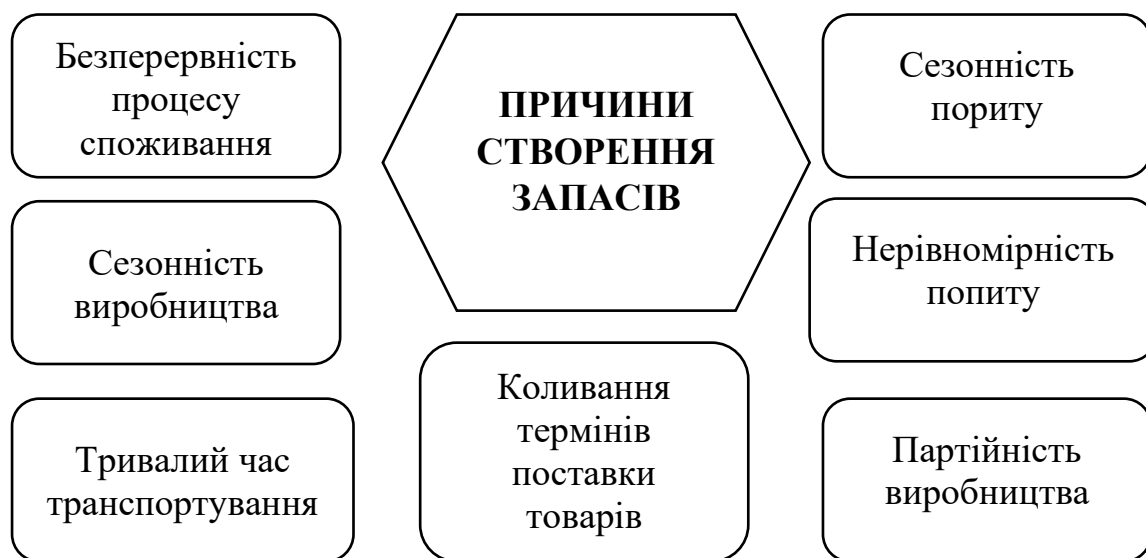 Безперервність
процесу
споживання
ПРИЧИНИ
СТВОРЕННЯ
ЗАПАСІВ
Сезонність
пориту
Сезонність
виробництва
Нерівномірність
попиту
Тривалий час
транспортування
Коливання
термінів
поставки
товарів
Партійність
виробництва